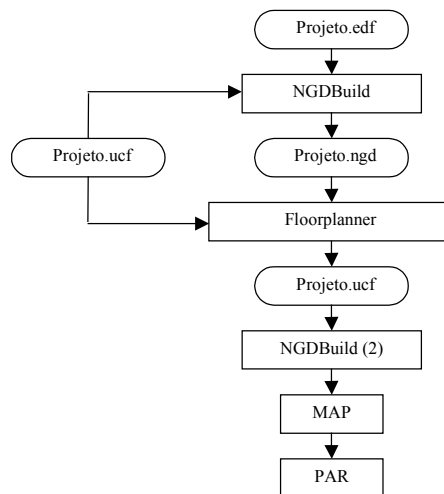 Projeto.edf
NGDBuild
Projeto.ucf
Projeto.ngd
Floorplanner
Projeto.ucf
NGDBuild (2)
MAP
PAR